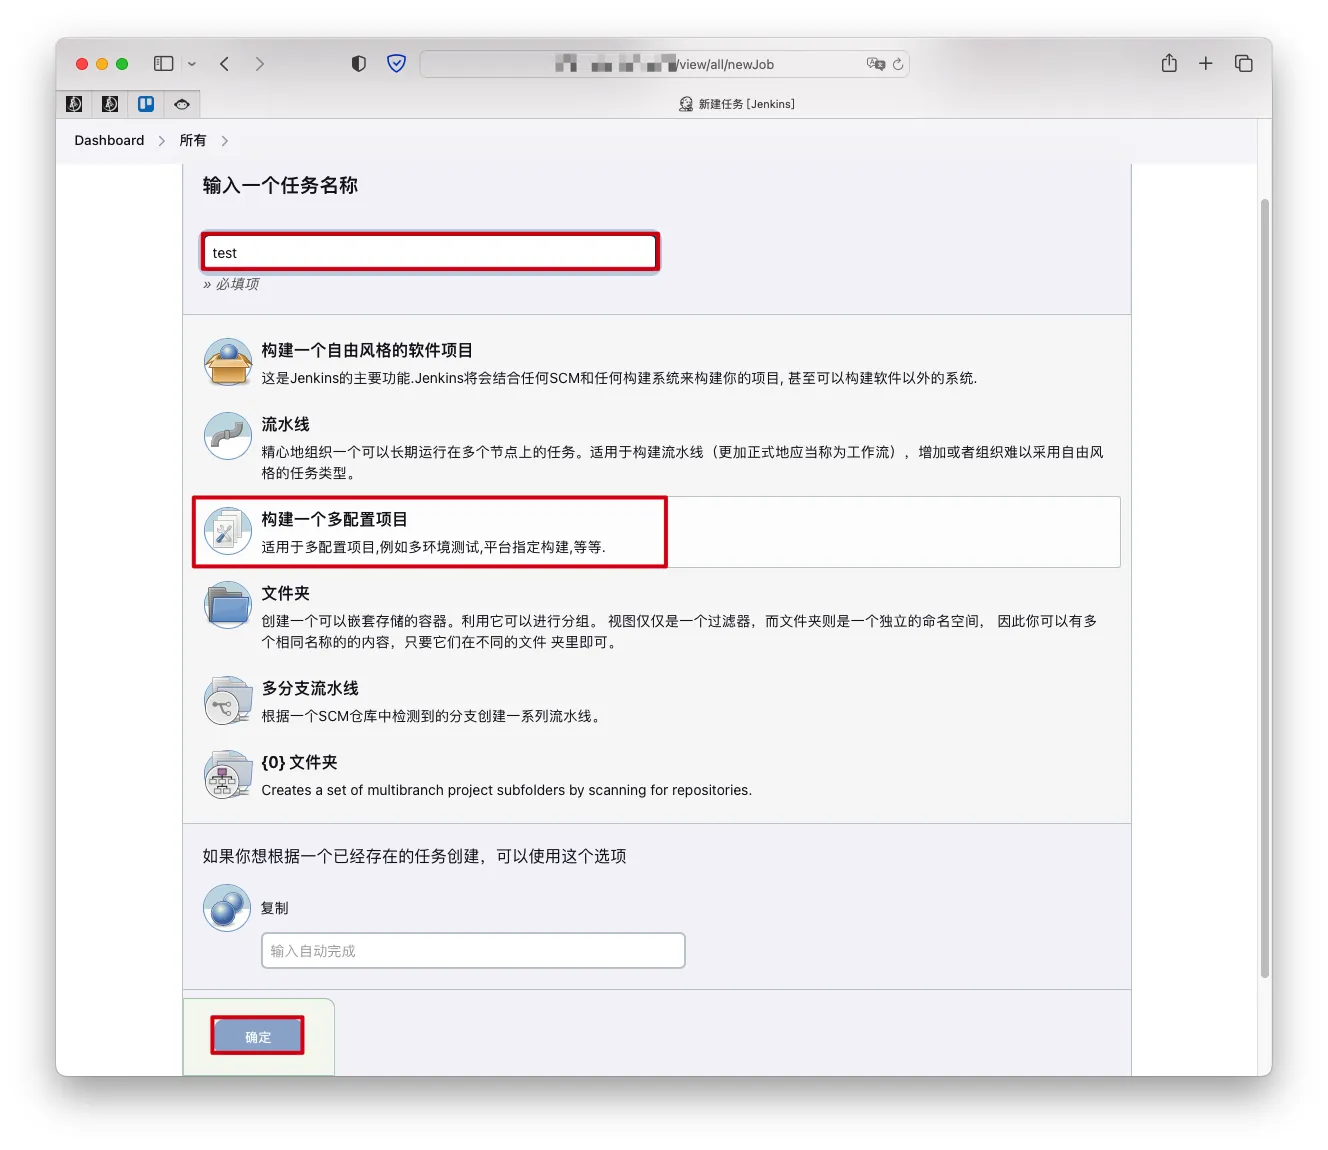 /view/all/newJob
新建任务 [Jenkins]
Dashboard
所有
输入一个任务名称
test
» 必填项
构建一个自由风格的软件项目
这是Jenkins的主要功能.Jenkins将会结合任何SCM和任何构建系统来构建你的项目, 甚至可以构建软件以外的系统.
流水线
精心地组织一个可以长期运行在多个节点上的任务。适用于构建流水线（更加正式地应当称为工作流），增加或者组织难以采用自由风
格的任务类型。
构建一个多配置项目
适用于多配置项目,例如多环境测试,平台指定构建,等等.
文件夹
创建一个可以嵌套存储的容器。利用它可以进行分组。 视图仅仅是一个过滤器，而文件夹则是一个独立的命名空间， 因此你可以有多
个相同名称的的内容，只要它们在不同的文件 夹里即可。
多分支流水线
根据一个SCM仓库中检测到的分支创建一系列流水线。
{0} 文件夹
Creates a set of multibranch project subfolders by scanning for repositories.
如果你想根据一个已经存在的任务创建，可以使用这个选项
复制
输入自动完成
确定